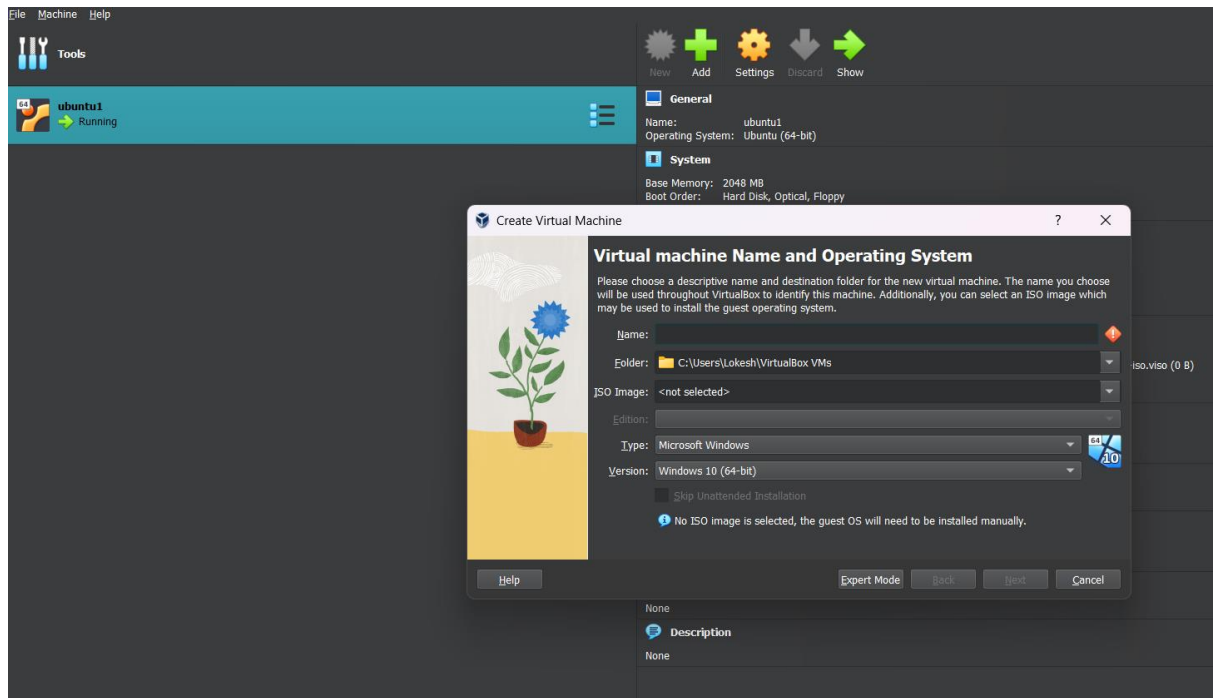 File Machine Help
Tools
New Add Settings Discard Show
64 ubuntu1
Running
General
Name: ubuntu1
Operating System: Ubuntu (64-bit)
System
Base Memory: 2048 MB
Boot Order: Hard Disk, Optical, Floppy
Create Virtual Machine ? X
Virtual machine Name and Operating System
Please choose a descriptive name and destination folder for the new virtual machine. The name you choose
will be used throughout VirtualBox to identify this machine. Additionally, you can select an ISO image which
may be used to install the guest operating system.
Name:
Folder: C:\Users\Lokesh\VirtualBox VMs
iso.viso (0 B)
ISO Image: <not selected>
Edition:
Type: Microsoft Windows
64 10
Version: Windows 10 (64-bit)
Skip Unattended Installation
No ISO image is selected, the guest OS will need to be installed manually.
Help Expert Mode Back Next Cancel
None
Description
None